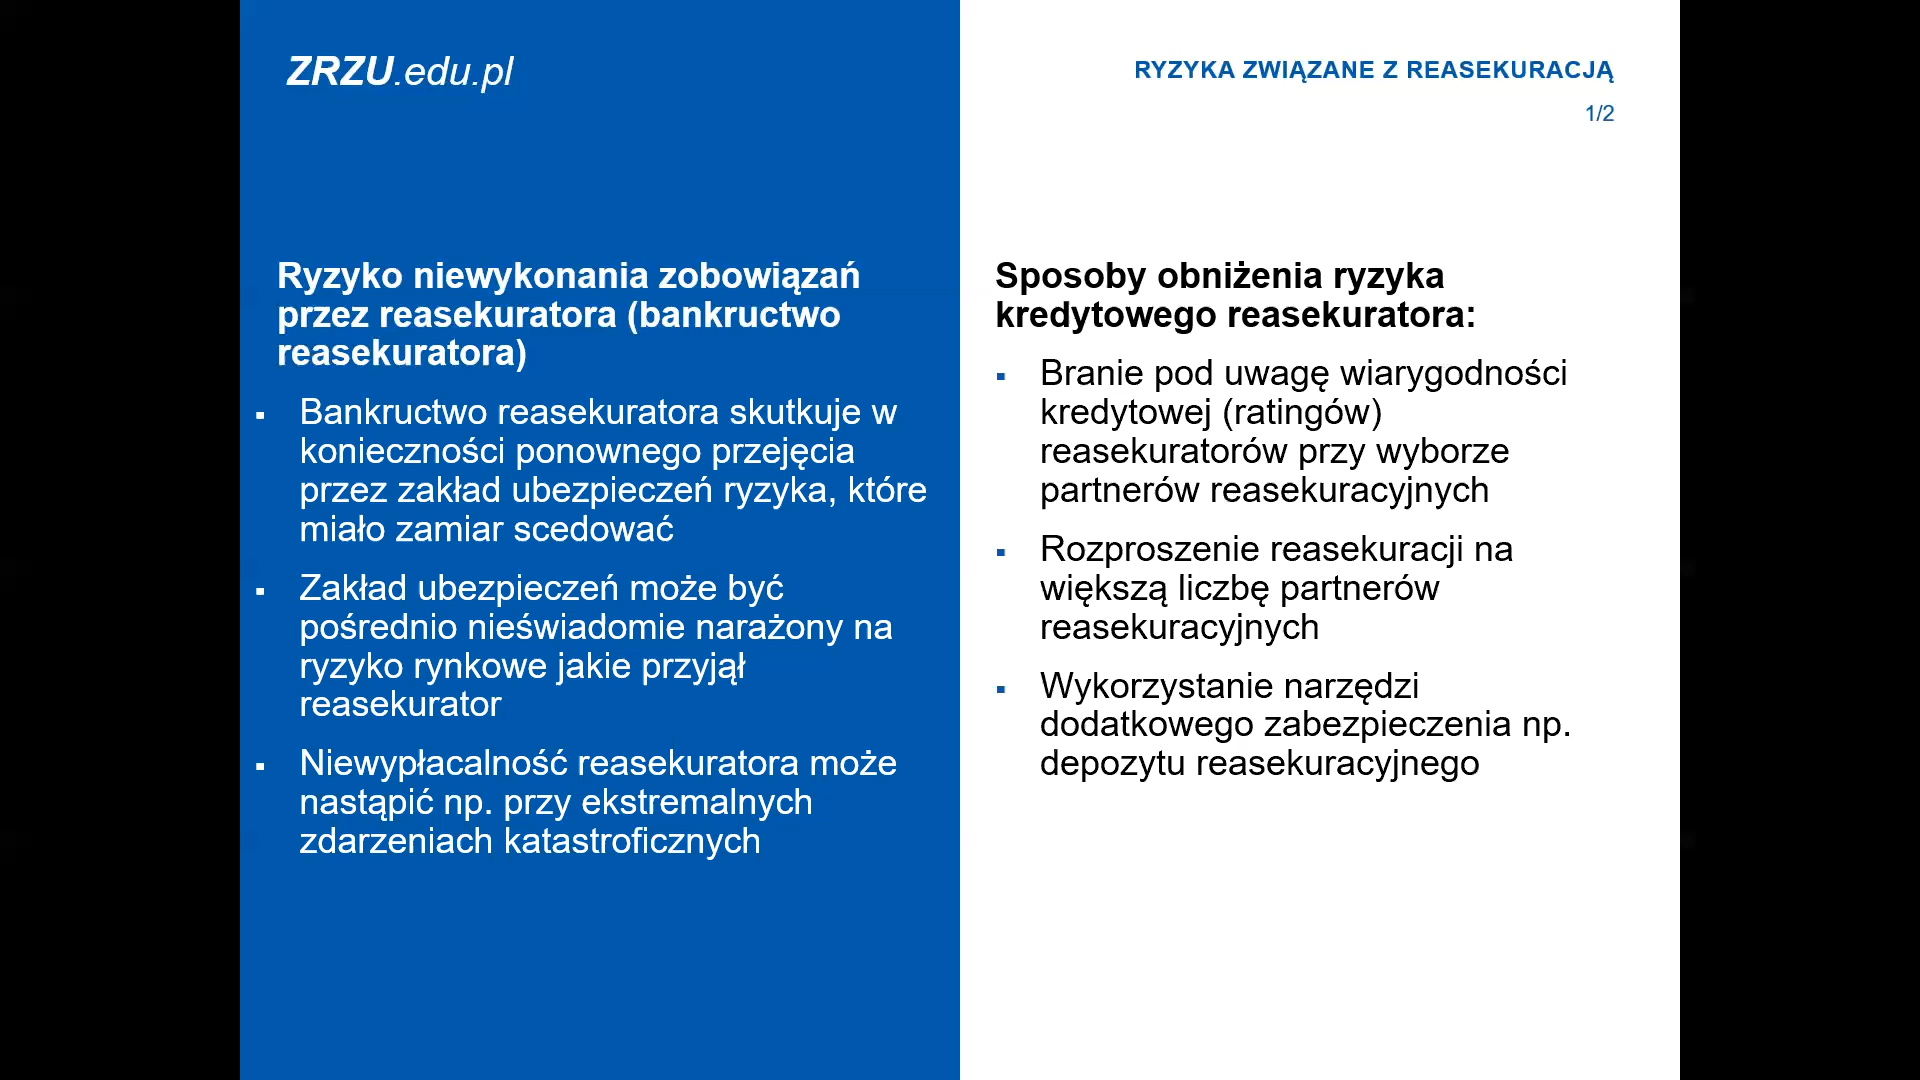 ZRZU.edu.pl
RYZYKA ZWIĄZANE Z REASEKURACJĄ
1/2
Ryzyko niewykonania zobowiązań
przez reasekuratora (bankructwo
reasekuratora)
▪ Bankructwo reasekuratora skutkuje w
konieczności ponownego przejęcia
przez zakład ubezpieczeń ryzyka, które
miało zamiar scedować
▪ Zakład ubezpieczeń może być
pośrednio nieświadomie narażony na
ryzyko rynkowe jakie przyjął
reasekurator
▪ Niewypłacalność reasekuratora może
nastąpić np. przy ekstremalnych
zdarzeniach katastroficznych
Sposoby obniżenia ryzyka
kredytowego reasekuratora:
▪ Branie pod uwagę wiarygodności
kredytowej (ratingów)
reasekuratorów przy wyborze
partnerów reasekuracyjnych
▪ Rozproszenie reasekuracji na
większą liczbę partnerów
reasekuracyjnych
▪ Wykorzystanie narzędzi
dodatkowego zabezpieczenia np.
depozytu reasekuracyjnego